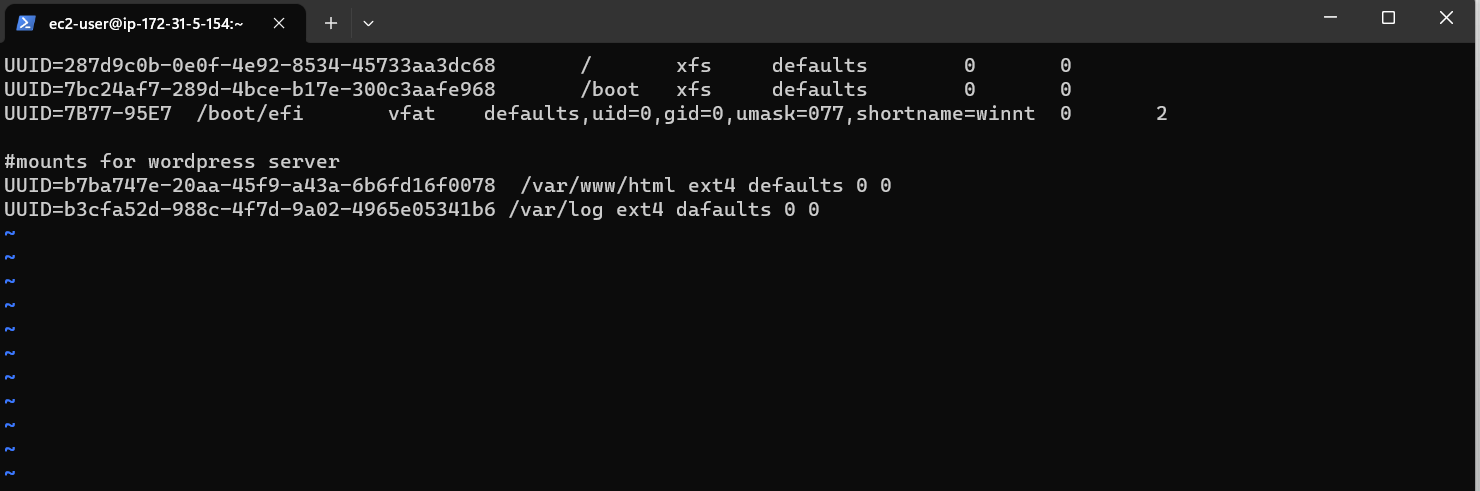 ec2-user@ip-172-31-5-154:~
UUID=287d9c0b-0e0f-4e92-8534-45733aa3dc68 / xfs defaults 0 0
UUID=7bc24af7-289d-4bce-b17e-300c3aafe968 /boot xfs defaults 0 0
UUID=7B77-95E7 /boot/efi vfat defaults,uid=0,gid=0,umask=077,shortname=winnt 0 2
#mounts for wordpress server
UUID=b7ba747e-20aa-45f9-a43a-6b6fd16f0078 /var/www/html ext4 defaults 0 0
UUID=b3cfa52d-988c-4f7d-9a02-4965e05341b6 /var/log ext4 dafaults 0 0
~
~
~
~
~
~
~
~
~
~
~